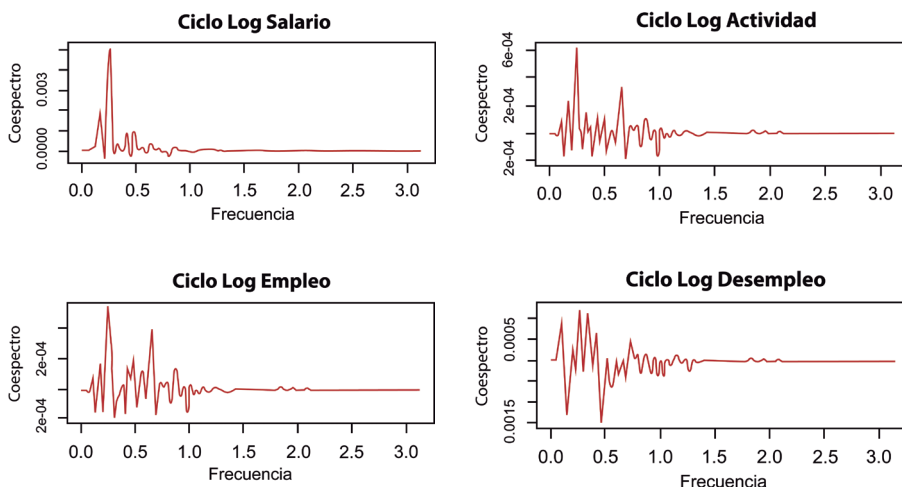 Ciclo Log Salario
Coespectro
0.003
0.000
0.0 0.5 1.0 1.5 2.0 2.5 3.0
Frecuencia
Ciclo Log Actividad
Coespectro
6e-04
2e-04
2e-04
0.0 0.5 1.0 1.5 2.0 2.5 3.0
Frecuencia
Ciclo Log Empleo
Coespectro
2e-04
2e-04
0.0 0.5 1.0 1.5 2.0 2.5 3.0
Frecuencia
Ciclo Log Desempleo
Coespectro
0.0005
0.0015
0.0 0.5 1.0 1.5 2.0 2.5 3.0
Frecuencia